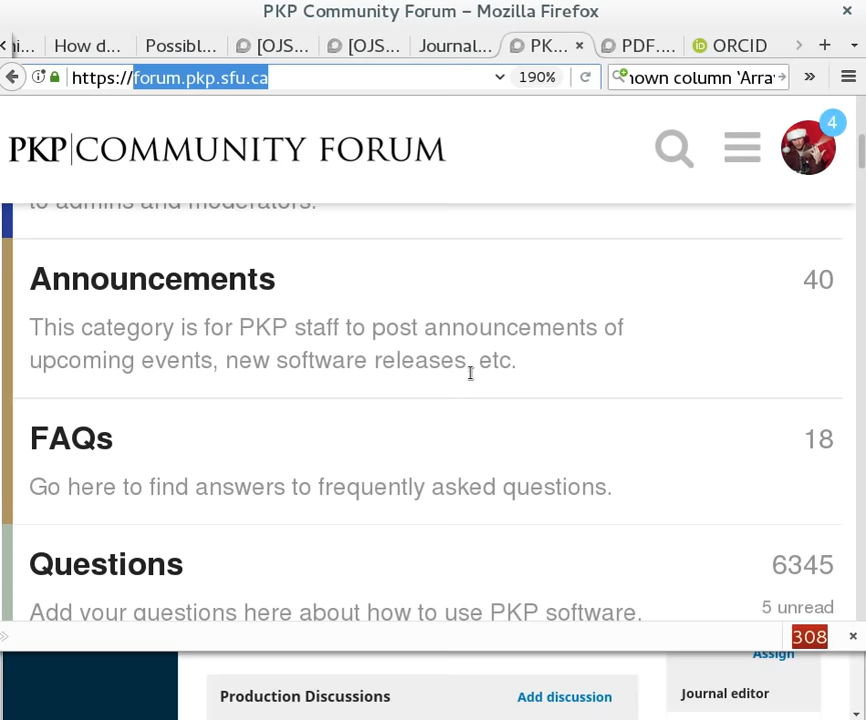 PKP Community Forum – Mozilla Firefox
How d...
Possibl...
[OJS...
[OJS...
Journal...
PK...
PDF....
ORCID
https://forum.pkp.sfu.ca
190%
nown column 'Arra
PKP|COMMUNITY FORUM
4
to admins and moderators.
Announcements
40
This category is for PKP staff to post announcements of
upcoming events, new software releases, etc.
FAQs
18
Go here to find answers to frequently asked questions.
Questions
6345
Add your questions here about how to use PKP software.
5 unread
308
Assign
Production Discussions
Add discussion
Journal editor